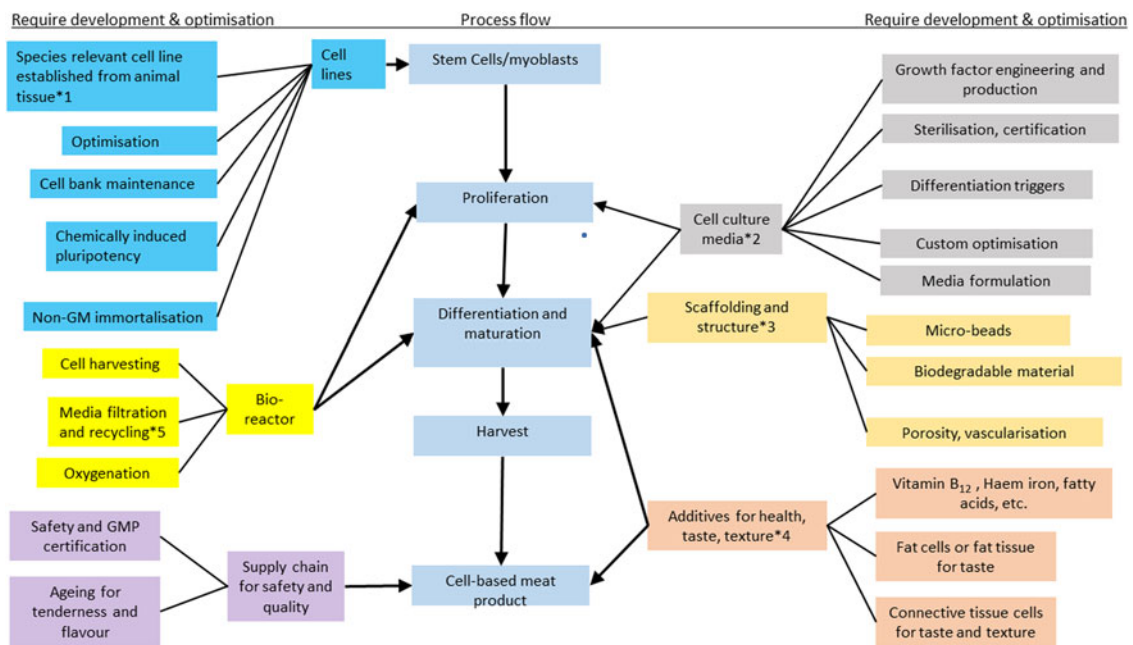 Require development & optimisation
Process flow
Require development & optimisation
Species relevant cell line
established from animal
tissue*1
Optimisation
Cell bank maintenance
Chemically induced
pluripotency
Non-GM immortalisation
Cell
lines
Cell harvesting
Media filtration
and recycling*5
Oxygenation
Bio-
reactor
Safety and GMP
certification
Ageing for
tenderness and
flavour
Supply chain
for safety and
quality
Stem Cells/myoblasts
Proliferation
Differentiation and
maturation
Harvest
Cell-based meat
product
Cell culture
media*2
Scaffolding and
structure*3
Additives for health,
taste, texture*4
Growth factor engineering and
production
Sterilisation, certification
Differentiation triggers
Custom optimisation
Media formulation
Micro-beads
Biodegradable material
Porosity, vascularisation
Vitamin B₁₂ , Haem iron, fatty
acids, etc.
Fat cells or fat tissue
for taste
Connective tissue cells
for taste and texture